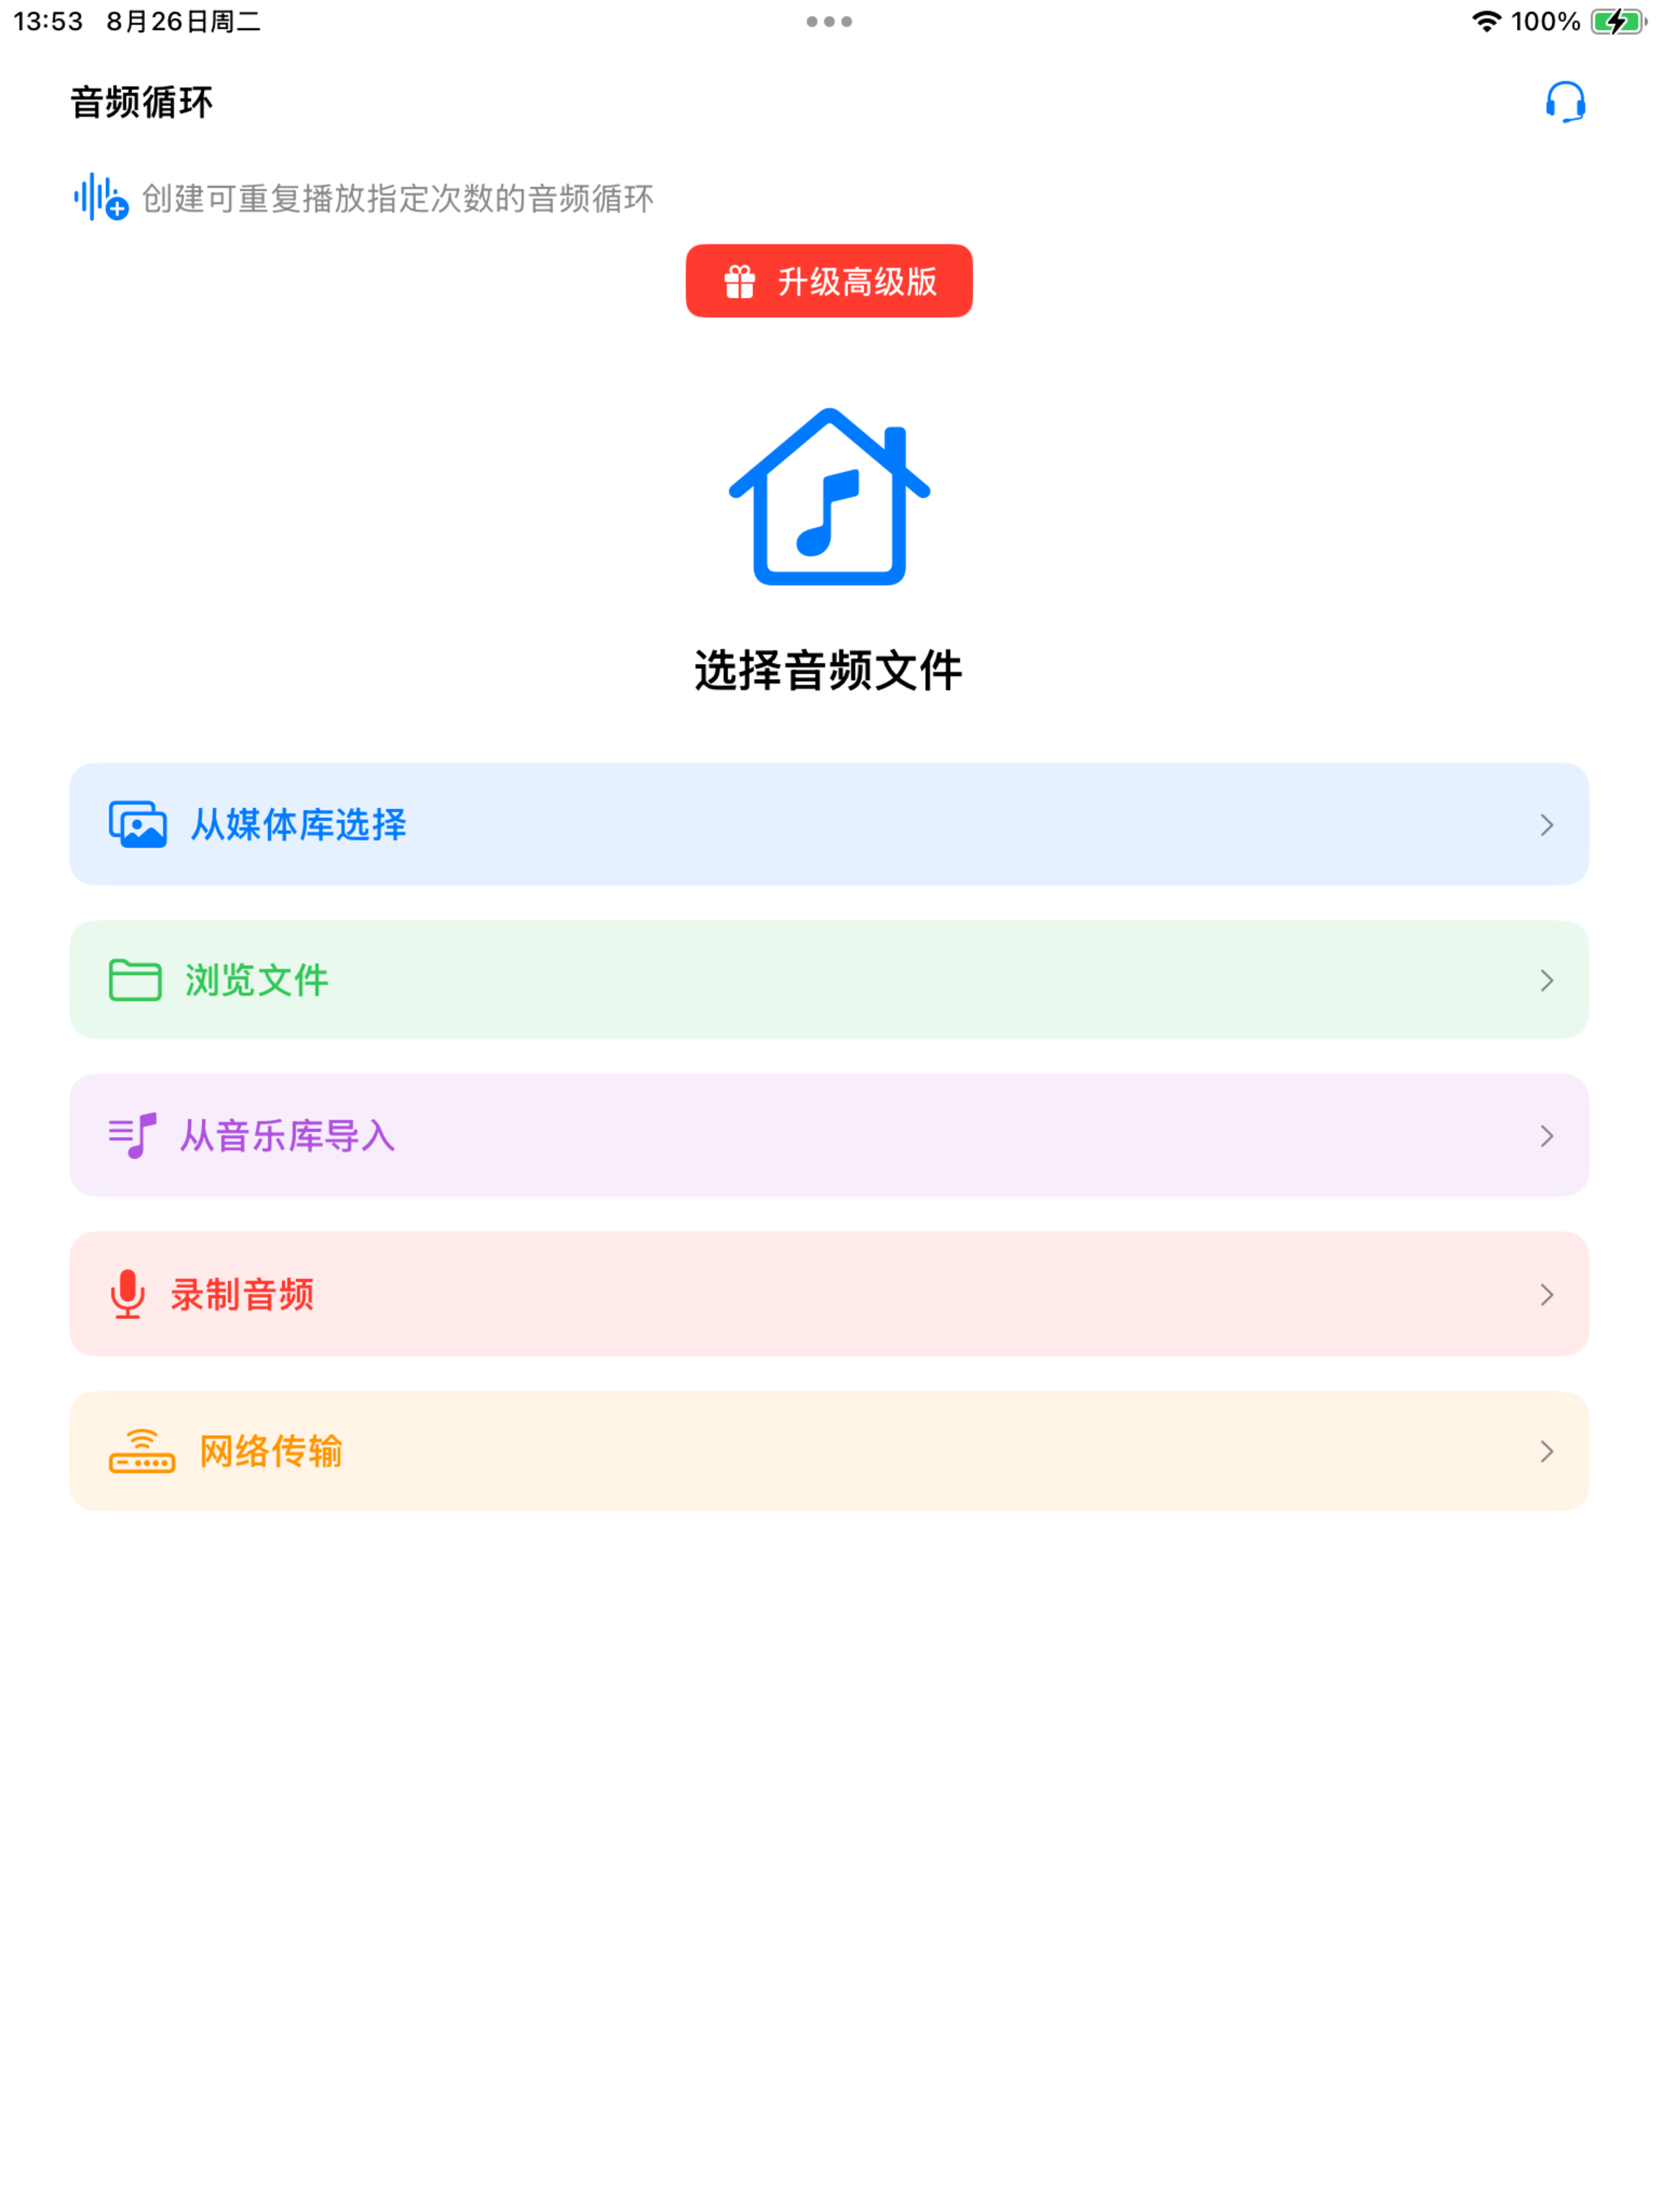 13:53 8月26日周二 100%
音频循环
创建可重复播放指定次数的音频循环
升级高级版
选择音频文件
从媒体库选择
浏览文件
从音乐库导入
录制音频
网络传输